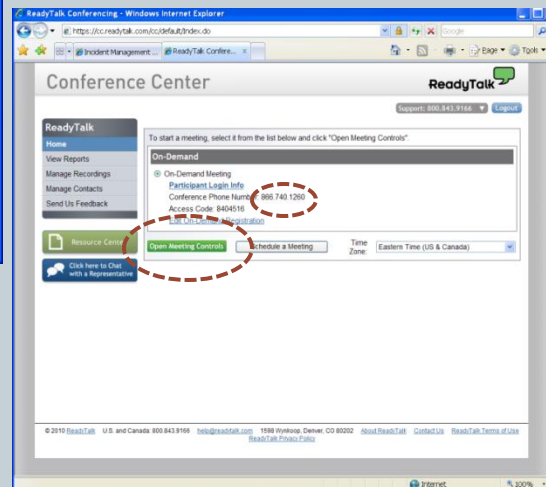 ReadyTalk Conferencing - Windows Internet Explorer
https://cc.readytalk.com/cc/default/Index.do
Google
Incident Management ...
ReadyTalk Confere... x
Page
Tools
Conference Center
ReadyTalk
Support: 800.843.9166
Logout
ReadyTalk
Home
View Reports
Manage Recordings
Manage Contacts
Send Us Feedback
Resource Center
Click here to Chat
with a Representative
To start a meeting, select it from the list below and click "Open Meeting Controls".
On-Demand
On-Demand Meeting
Participant Login Info
Conference Phone Number: 866.740.1260
Access Code: 8404516
Edit On-Demand Registration
Open Meeting Controls
Schedule a Meeting
Time
Zone:
Eastern Time (US & Canada)
© 2010 ReadyTalk U.S. and Canada: 800.843.9166 help@readytalk.com 1598 Wynkoop, Denver, CO 80202 About ReadyTalk Contact Us ReadyTalk Terms of Use
ReadyTalk Privacy Policy
Internet
100%